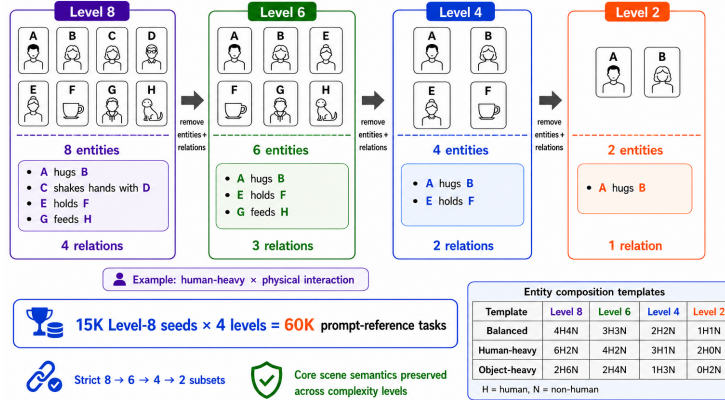 Level 8
A B C D
E F G H
8 entities
• A hugs B
• C shakes hands with D
• E holds F
• G feeds H
4 relations
remove
entities +
relations
Level 6
A B E
F G H
6 entities
• A hugs B
• E holds F
• G feeds H
3 relations
remove
entities +
relations
Level 4
A B
E F
4 entities
• A hugs B
• E holds F
2 relations
remove
entities +
relations
Level 2
A B
2 entities
• A hugs B
1 relation
Example: human-heavy × physical interaction
15K Level-8 seeds × 4 levels = 60K prompt-reference tasks
Strict 8 → 6 → 4 → 2 subsets
Core scene semantics preserved
across complexity levels
Entity composition templates
Template Level 8 Level 6 Level 4 Level 2
Balanced 4H4N 3H3N 2H2N 1H1N
Human-heavy 6H2N 4H2N 3H1N 2H0N
Object-heavy 2H6N 2H4N 1H3N 0H2N
H = human, N = non-human